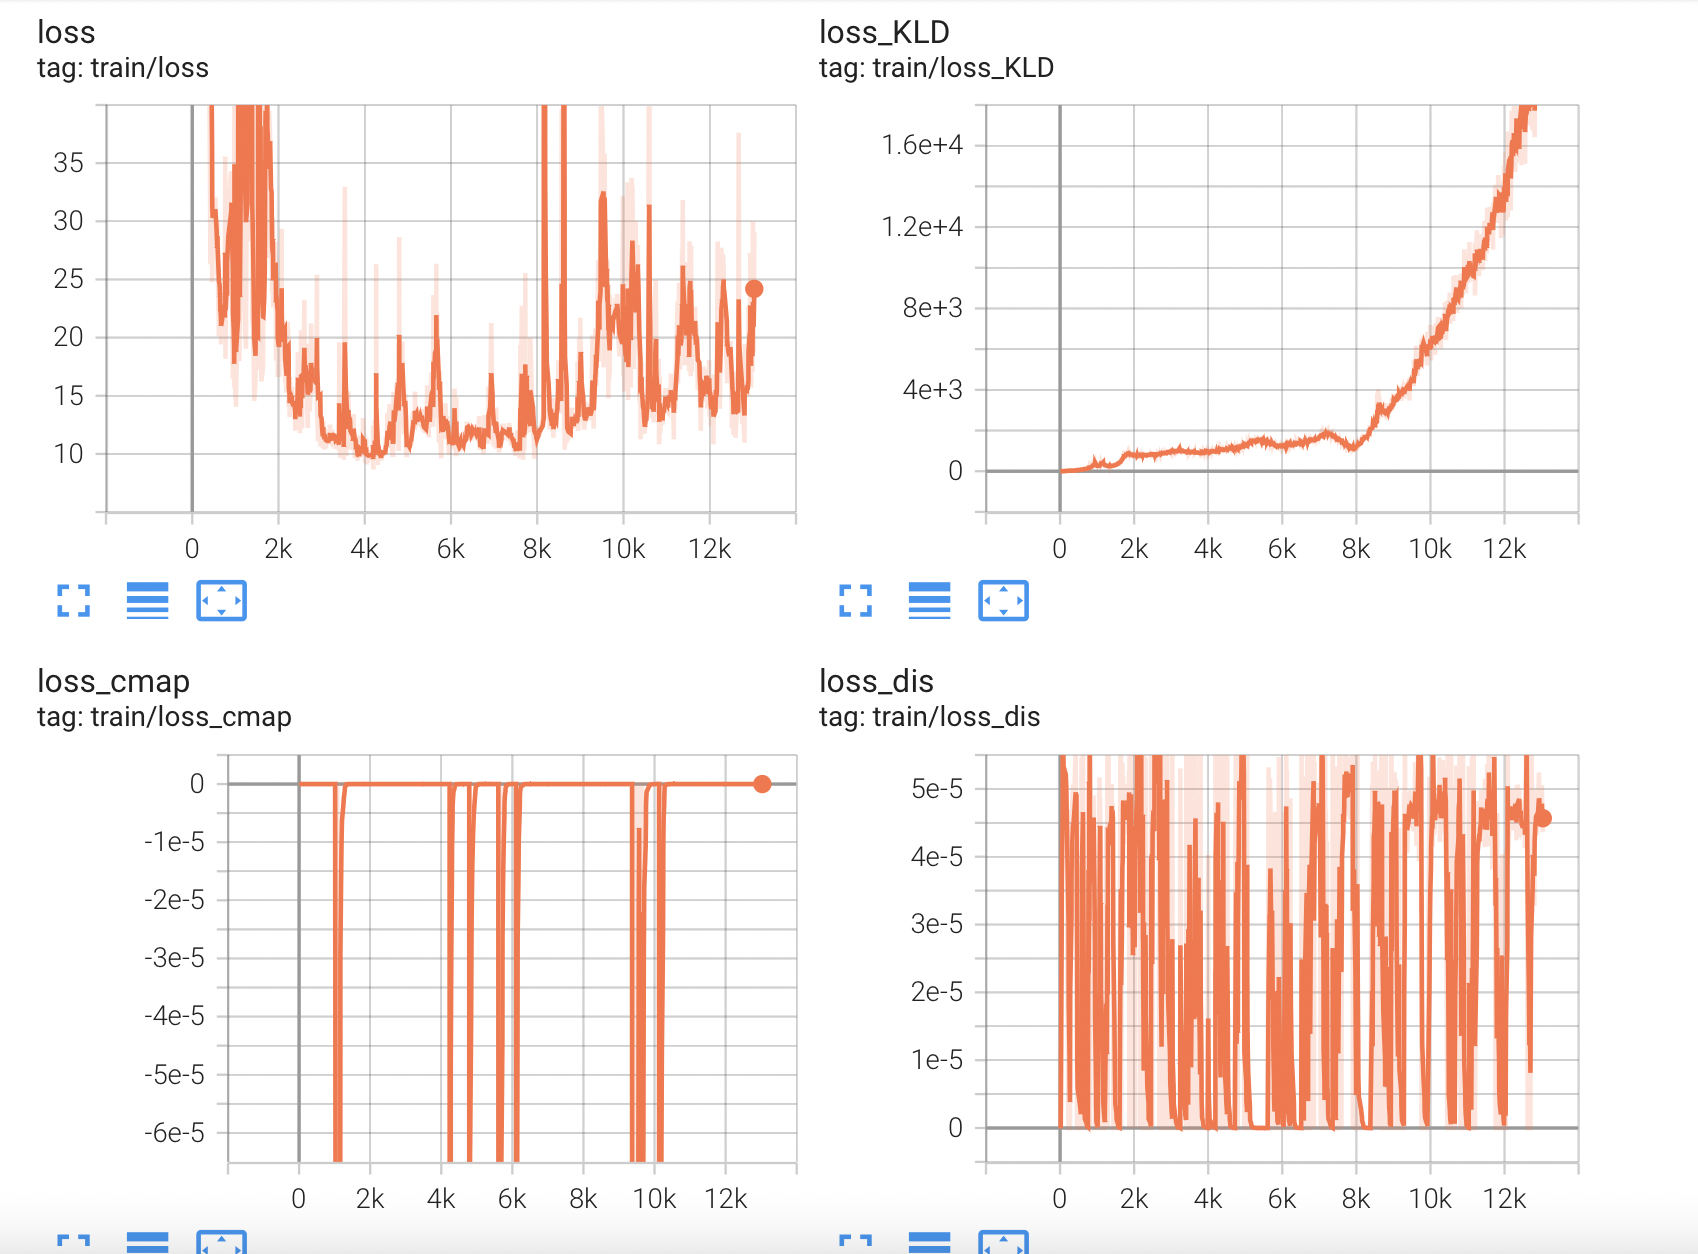 loss
tag: train/loss
35
30
25
20
15
10
0 2k 4k 6k 8k 10k 12k
loss_KLD
tag: train/loss_KLD
1.6e+4
1.2e+4
8e+3
4e+3
0
0 2k 4k 6k 8k 10k 12k
loss_cmap
tag: train/loss_cmap
0
-1e-5
-2e-5
-3e-5
-4e-5
-5e-5
-6e-5
0 2k 4k 6k 8k 10k 12k
loss_dis
tag: train/loss_dis
5e-5
4e-5
3e-5
2e-5
1e-5
0
0 2k 4k 6k 8k 10k 12k